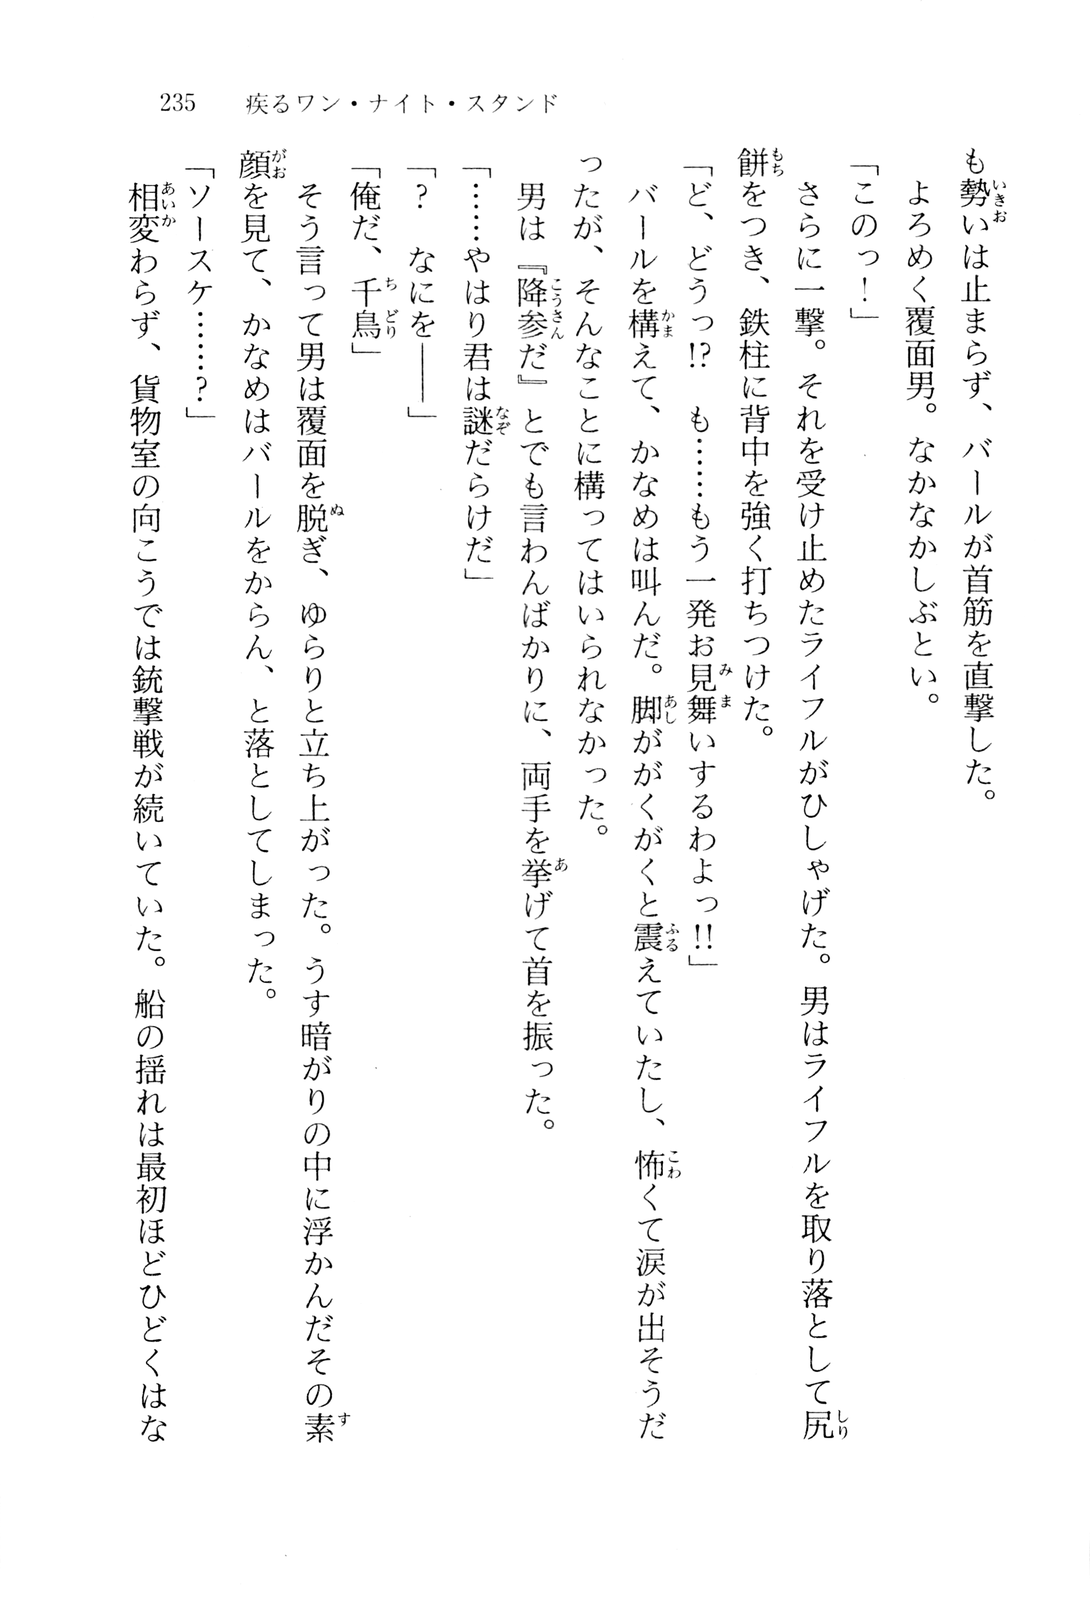 235　疾るワン・ナイト・スタンド
も勢いは止まらず、バールが首筋を直撃した。
　よろめく覆面男。なかなかしぶとい。
「このっ！」
　さらに一撃。それを受け止めたライフルがひしゃげた。男はライフルを取り落として尻
餅をつき、鉄柱に背中を強く打ちつけた。
「ど、どうっ!?　も……もう一発お見舞いするわよっ!!」
　バールを構えて、かなめは叫んだ。脚ががくがくと震えていたし、怖くて涙が出そうだ
ったが、そんなことに構ってはいられなかった。
　男は『降参だ』とでも言わんばかりに、両手を挙げて首を振った。
「……やはり君は謎だらけだ」
「？　なにを――」
「俺だ、千鳥」
　そう言って男は覆面を脱ぎ、ゆらりと立ち上がった。うす暗がりの中に浮かんだその素
顔を見て、かなめはバールをからん、と落としてしまった。
「ソースケ……？」
　相変わらず、貨物室の向こうでは銃撃戦が続いていた。船の揺れは最初ほどひどくはな